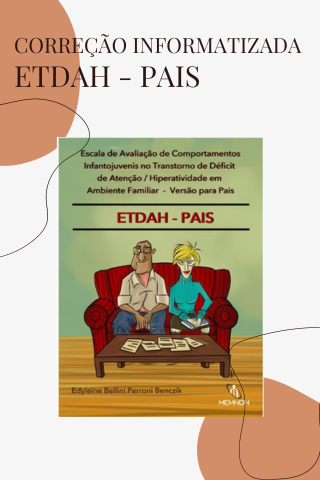 CORREÇÃO INFORMATIZADA
ETDAH - PAIS
Escala de Avaliação de Comportamentos
Infantojuvenis no Transtorno de Déficit
de Atenção / Hiperatividade em
Ambiente Familiar - Versão para Pais
ETDAH - PAIS
Edyleine Bellini Perroni Benczik
MEMNON